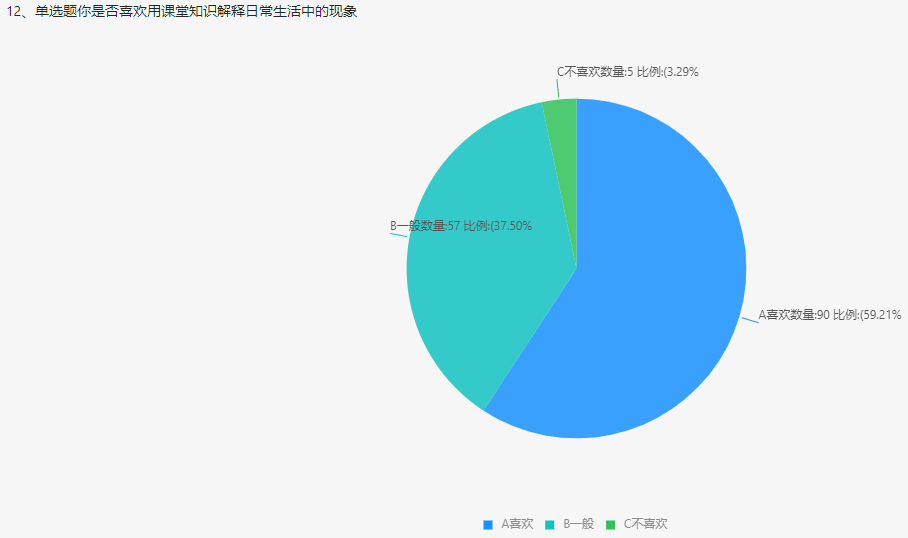 12、单选题你是否喜欢用课堂知识解释日常生活中的现象
C不喜欢数量:5 比例:(3.29%
B一般数量:57 比例:(37.50%
A喜欢数量:90 比例:(59.21%
A喜欢 B一般 C不喜欢